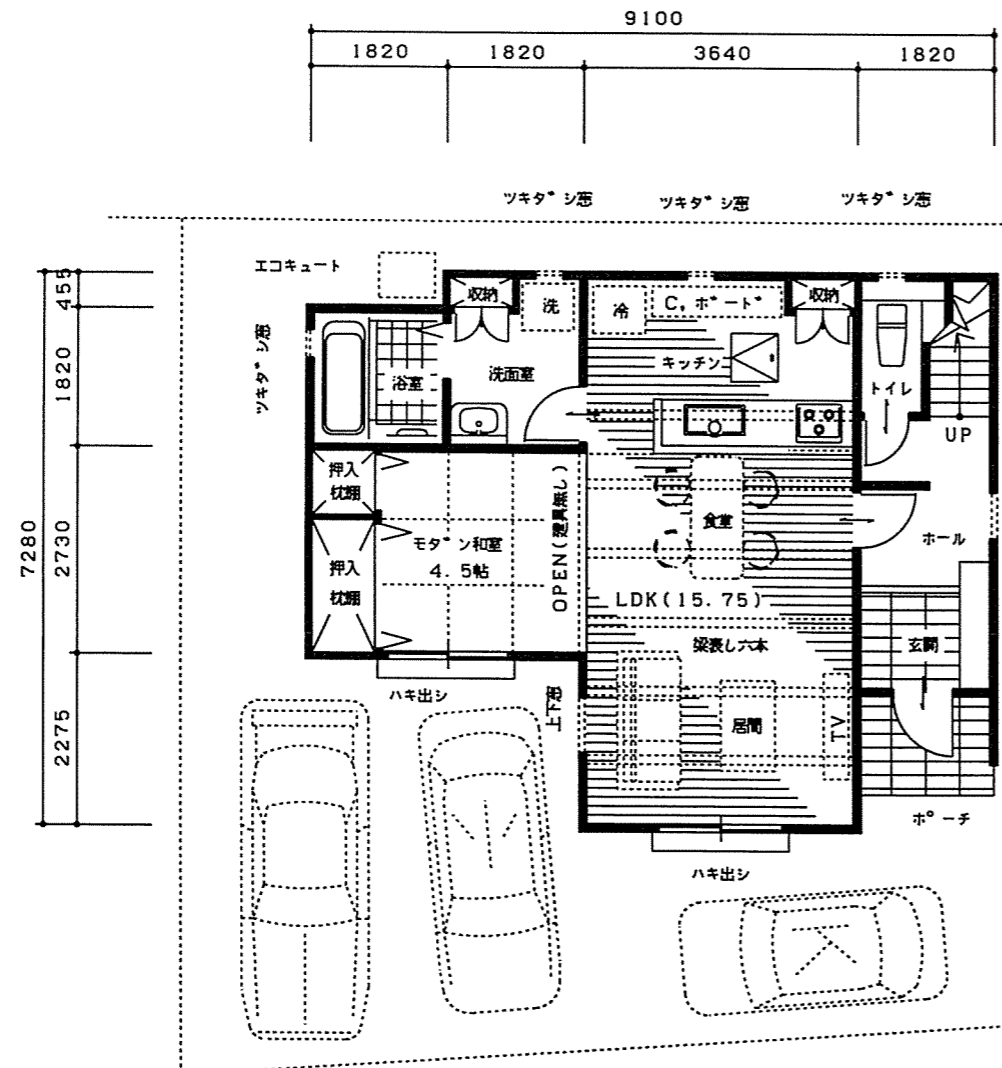 9100
1820
1820
3640
1820
ツキダシ窓
ツキダシ窓
ツキダシ窓
エコキュート
455
1820
2730
2275
7280
ツキダシ窓
収納
洗
冷
C,ボード
収納
浴室
洗面室
キッチン
トイレ
UP
押入
枕棚
押入
枕棚
モダン和室
4.5帖
OPEN(建具無し)
食堂
ホール
LDK(15.75)
梁表し六本
玄関
ハキ出シ
上下窓
居間
TV
ポーチ
ハキ出シ